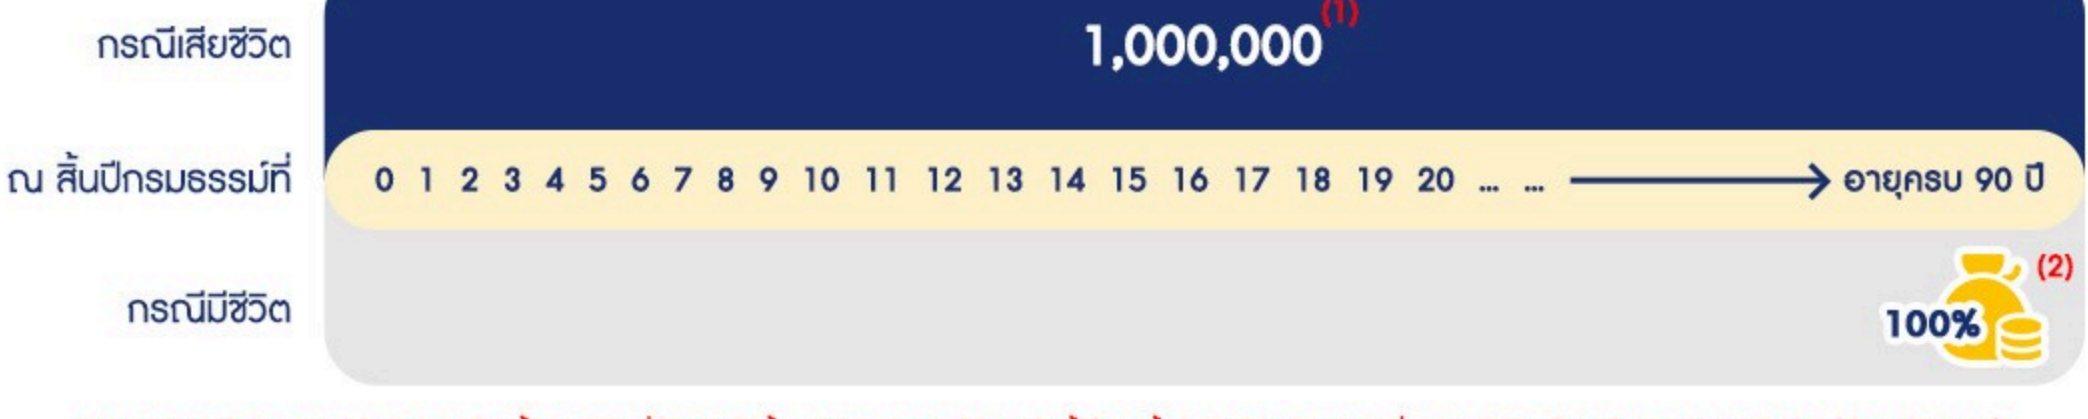 กรณีเสียชีวิต 1,000,000(1)
ณ สิ้นปีกรมธรรม์ที่ 0 1 2 3 4 5 6 7 8 9 10 11 12 13 14 15 16 17 18 19 20 ... ... อายุครบ 90 ปี
กรณีมีชีวิต 100% (2)